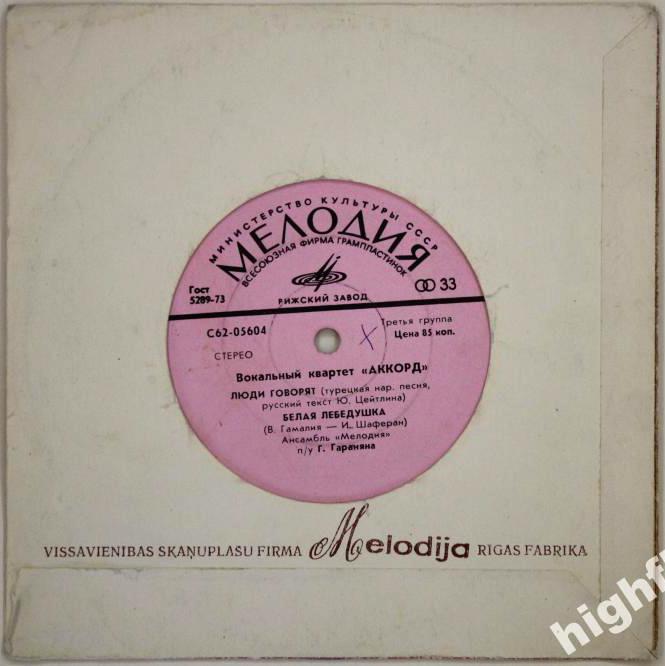 МИНИСТЕРСТВО КУЛЬТУРЫ СССР
МЕЛОДИЯ
ВСЕСОЮЗНАЯ ФИРМА ГРАМПЛАСТИНОК
Гост
5289-73
33
РИЖСКИЙ ЗАВОД
С62-05604
Третья группа
Цена 85 коп.
СТЕРЕО
Вокальный квартет «АККОРД»
ЛЮДИ ГОВОРЯТ (турецкая нар. песня,
русский текст Ю. Цейтлина)
БЕЛАЯ ЛЕБЕДУШКА
(В. Гамалия — И. Шаферан)
Ансамбль «Мелодия»
п/у Г. Гараняна
VISSAVIENIBAS SKAŅUPLAŠU FIRMA Melodija RIGAS FABRIKA
highf